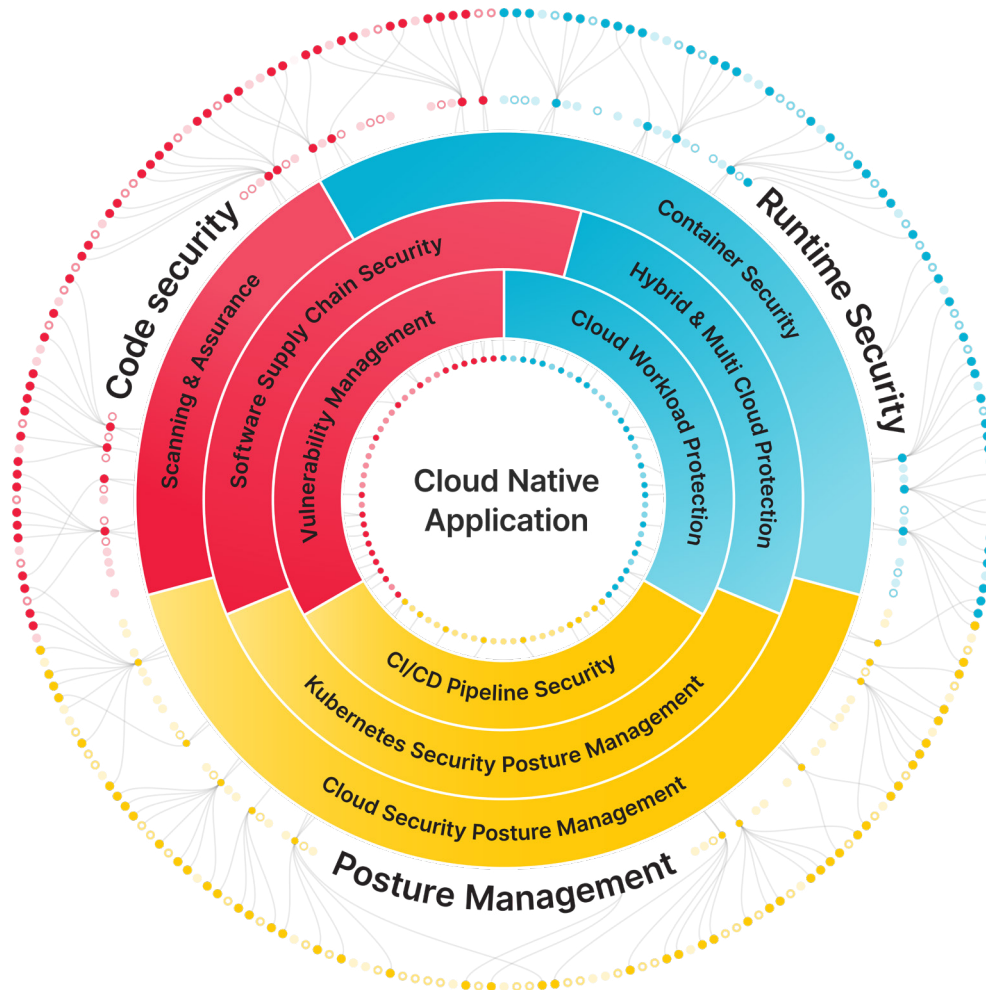 Code security
Runtime Security
Posture Management
Scanning & Assurance
Software Supply Chain Security
Vulnerability Management
Container Security
Hybrid & Multi Cloud Protection
Cloud Workload Protection
Cloud Native
Application
CI/CD Pipeline Security
Kubernetes Security Posture Management
Cloud Security Posture Management